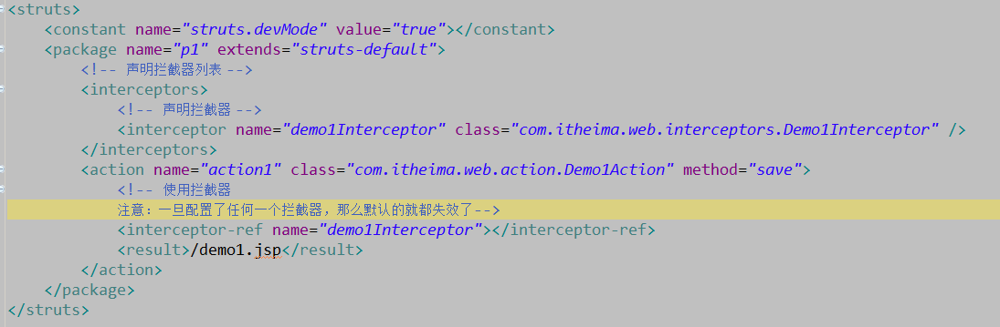 <struts>
<constant name="struts.devMode" value="true"></constant>
<package name="p1" extends="struts-default">
<!-- 声明拦截器列表 -->
<interceptors>
<!-- 声明拦截器 -->
<interceptor name="demo1Interceptor" class="com.itheima.web.interceptors.Demo1Interceptor" />
</interceptors>
<action name="action1" class="com.itheima.web.action.Demo1Action" method="save">
<!-- 使用拦截器
注意：一旦配置了任何一个拦截器，那么默认的就都失效了-->
<interceptor-ref name="demo1Interceptor"></interceptor-ref>
<result>/demo1.jsp</result>
</action>
</package>
</struts>